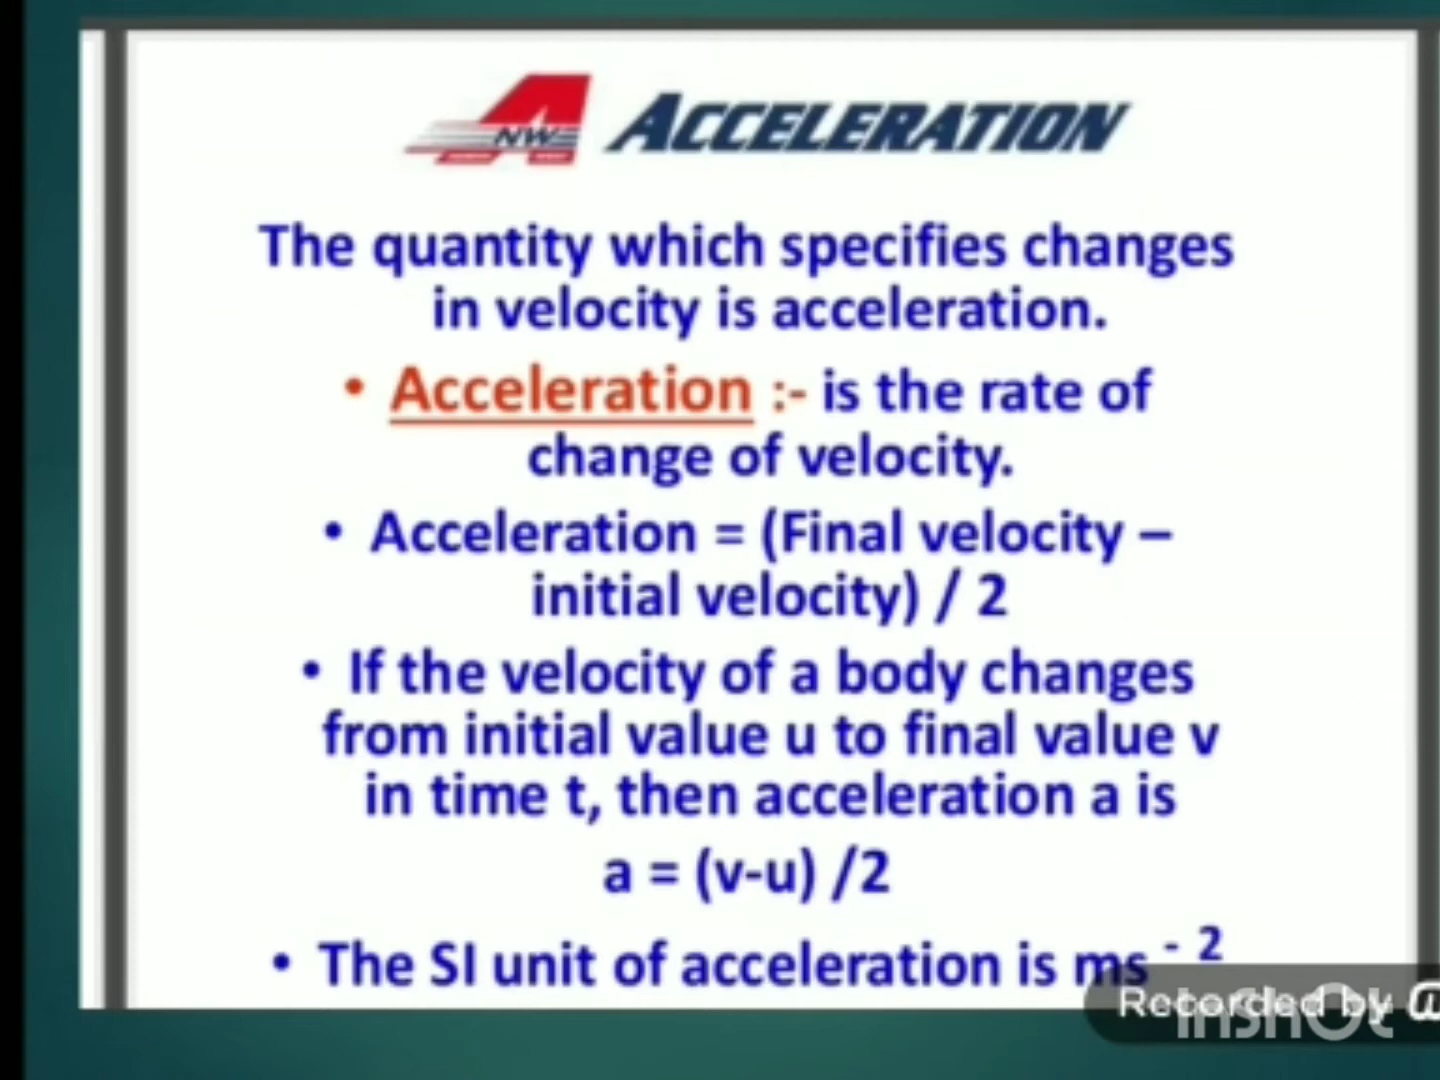 NW ACCELERATION
The quantity which specifies changes
in velocity is acceleration.
• Acceleration :- is the rate of
change of velocity.
• Acceleration = (Final velocity –
initial velocity) / 2
• If the velocity of a body changes
from initial value u to final value v
in time t, then acceleration a is
a = (v-u) /2
• The SI unit of acceleration is ms - 2
Recorded by @
InShOt